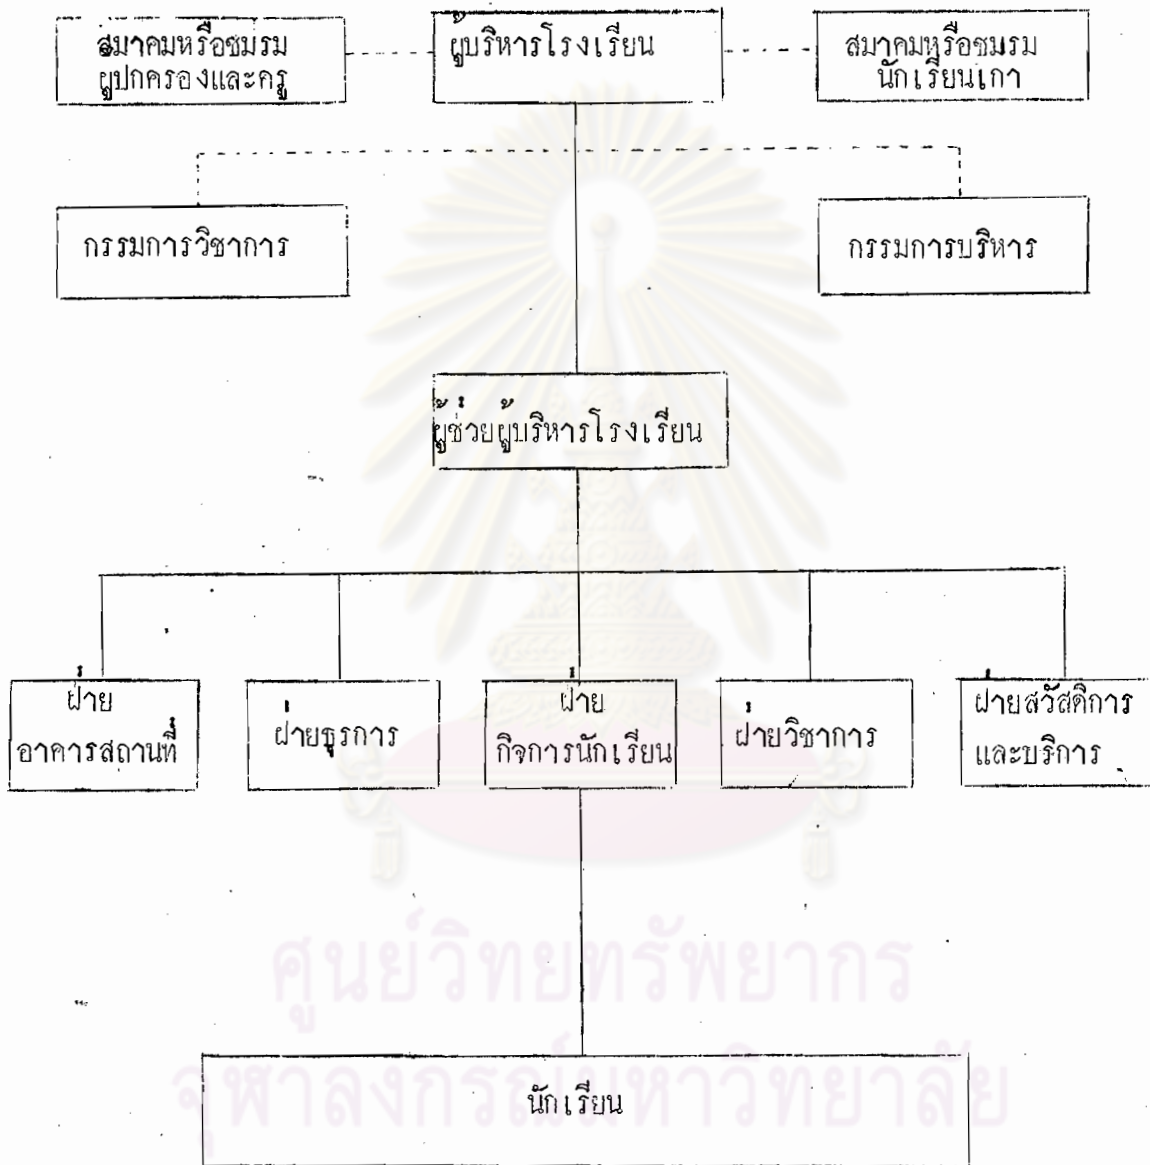 สมาคมหรือชมรม
ผูปกครองและครู
ผู้บริหารโรงเรียน
สมาคมหรือชมรม
นักเรียนเกา
กรรมการวิชาการ
กรรมการบริหาร
ผู้ช่วยผู้บริหารโรงเรียน
ฝ่าย
อาคารสถานที่
ฝ่ายธุรการ
ฝ่าย
กิจการนักเรียน
ฝ่ายวิชาการ
ฝ่ายสวัสดิการ
และบริการ
ศูนย์วิทยทรัพยากร
จุฬาลงกรณ์มหาวิทยาลัย
นักเรียน